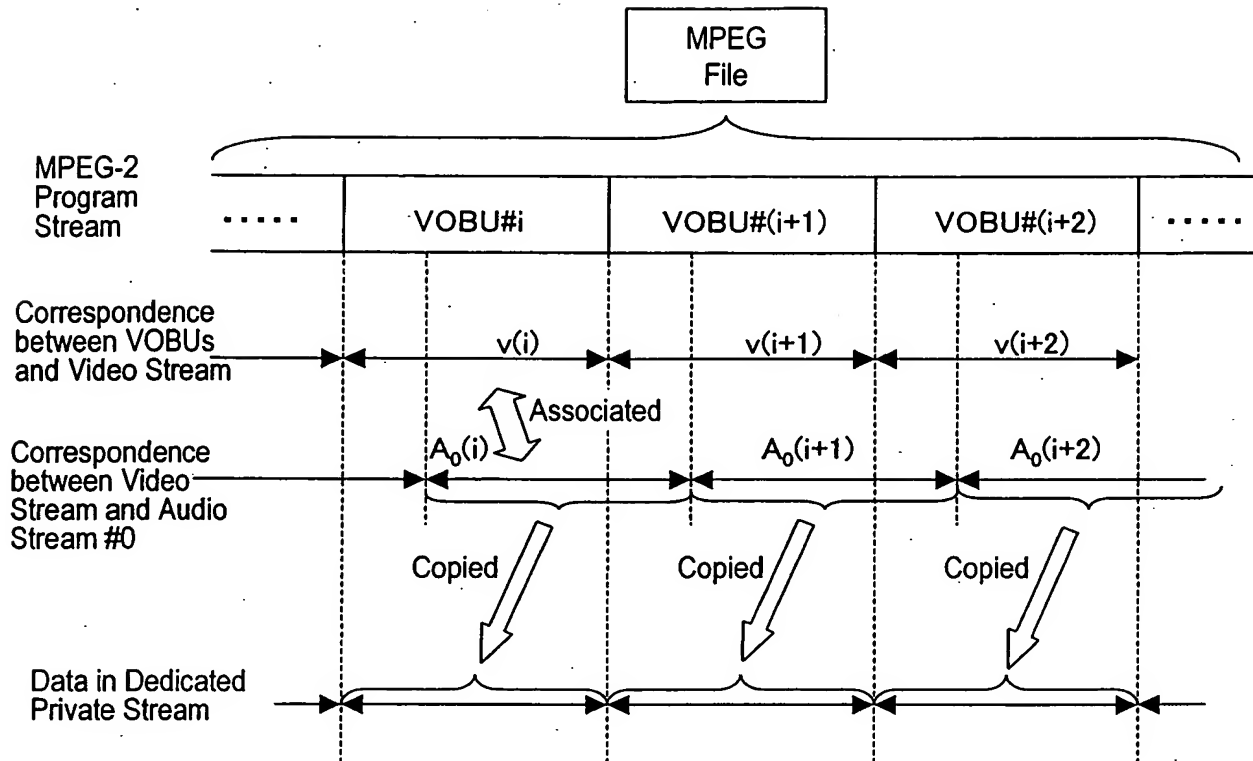 MPEG
File
MPEG-2
Program
Stream
.....
VOBU#i
VOBU#(i+1)
VOBU#(i+2)
.....
Correspondence
between VOBUs
and Video Stream
v(i)
v(i+1)
v(i+2)
Associated
Correspondence
between Video
Stream and Audio
Stream #0
A₀(i)
A₀(i+1)
A₀(i+2)
Copied
Copied
Copied
Data in Dedicated
Private Stream